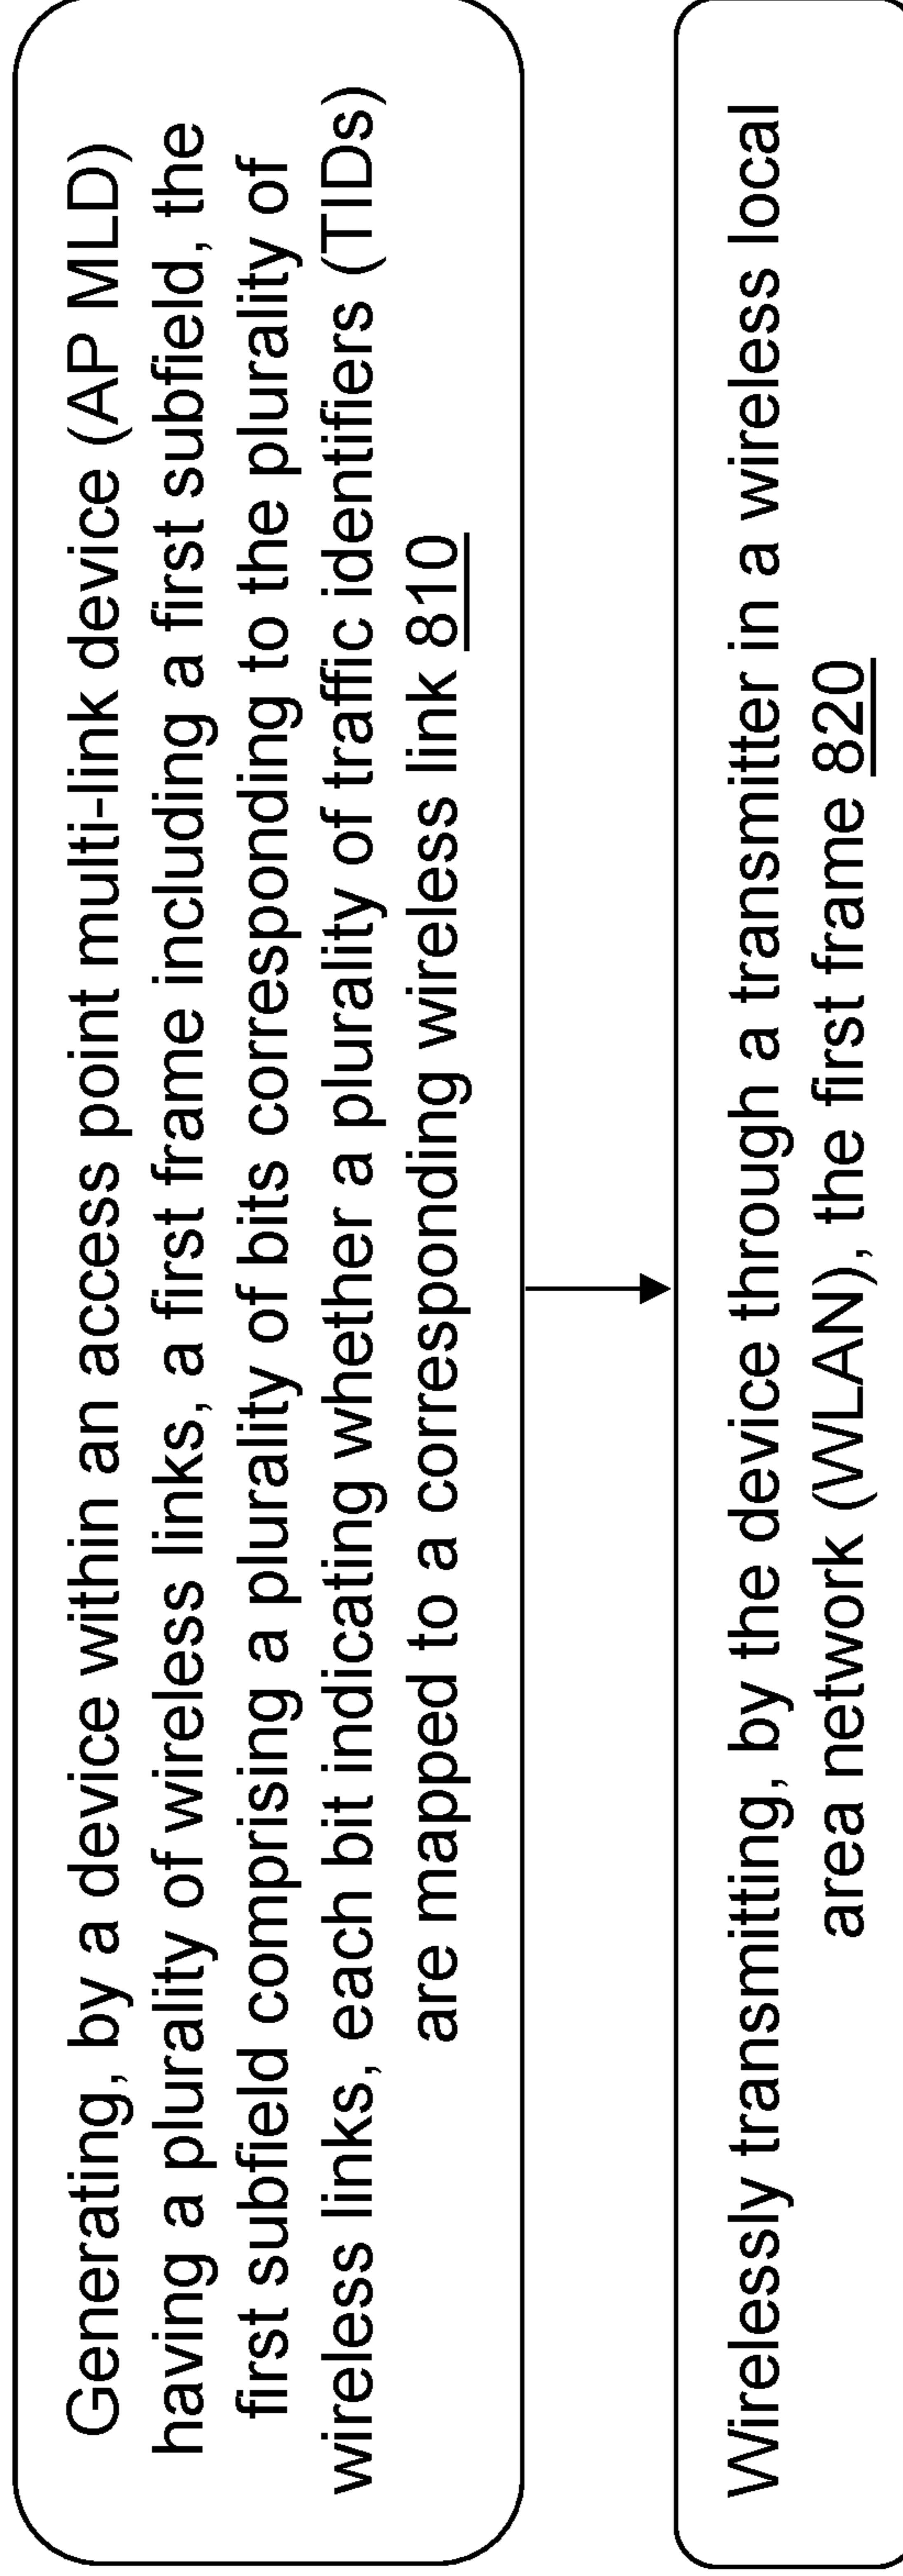 Generating, by a device within an access point multi-link device (AP MLD)
having a plurality of wireless links, a first frame including a first subfield, the
first subfield comprising a plurality of bits corresponding to the plurality of
wireless links, each bit indicating whether a plurality of traffic identifiers (TIDs)
are mapped to a corresponding wireless link 810
Wirelessly transmitting, by the device through a transmitter in a wireless local
area network (WLAN), the first frame 820